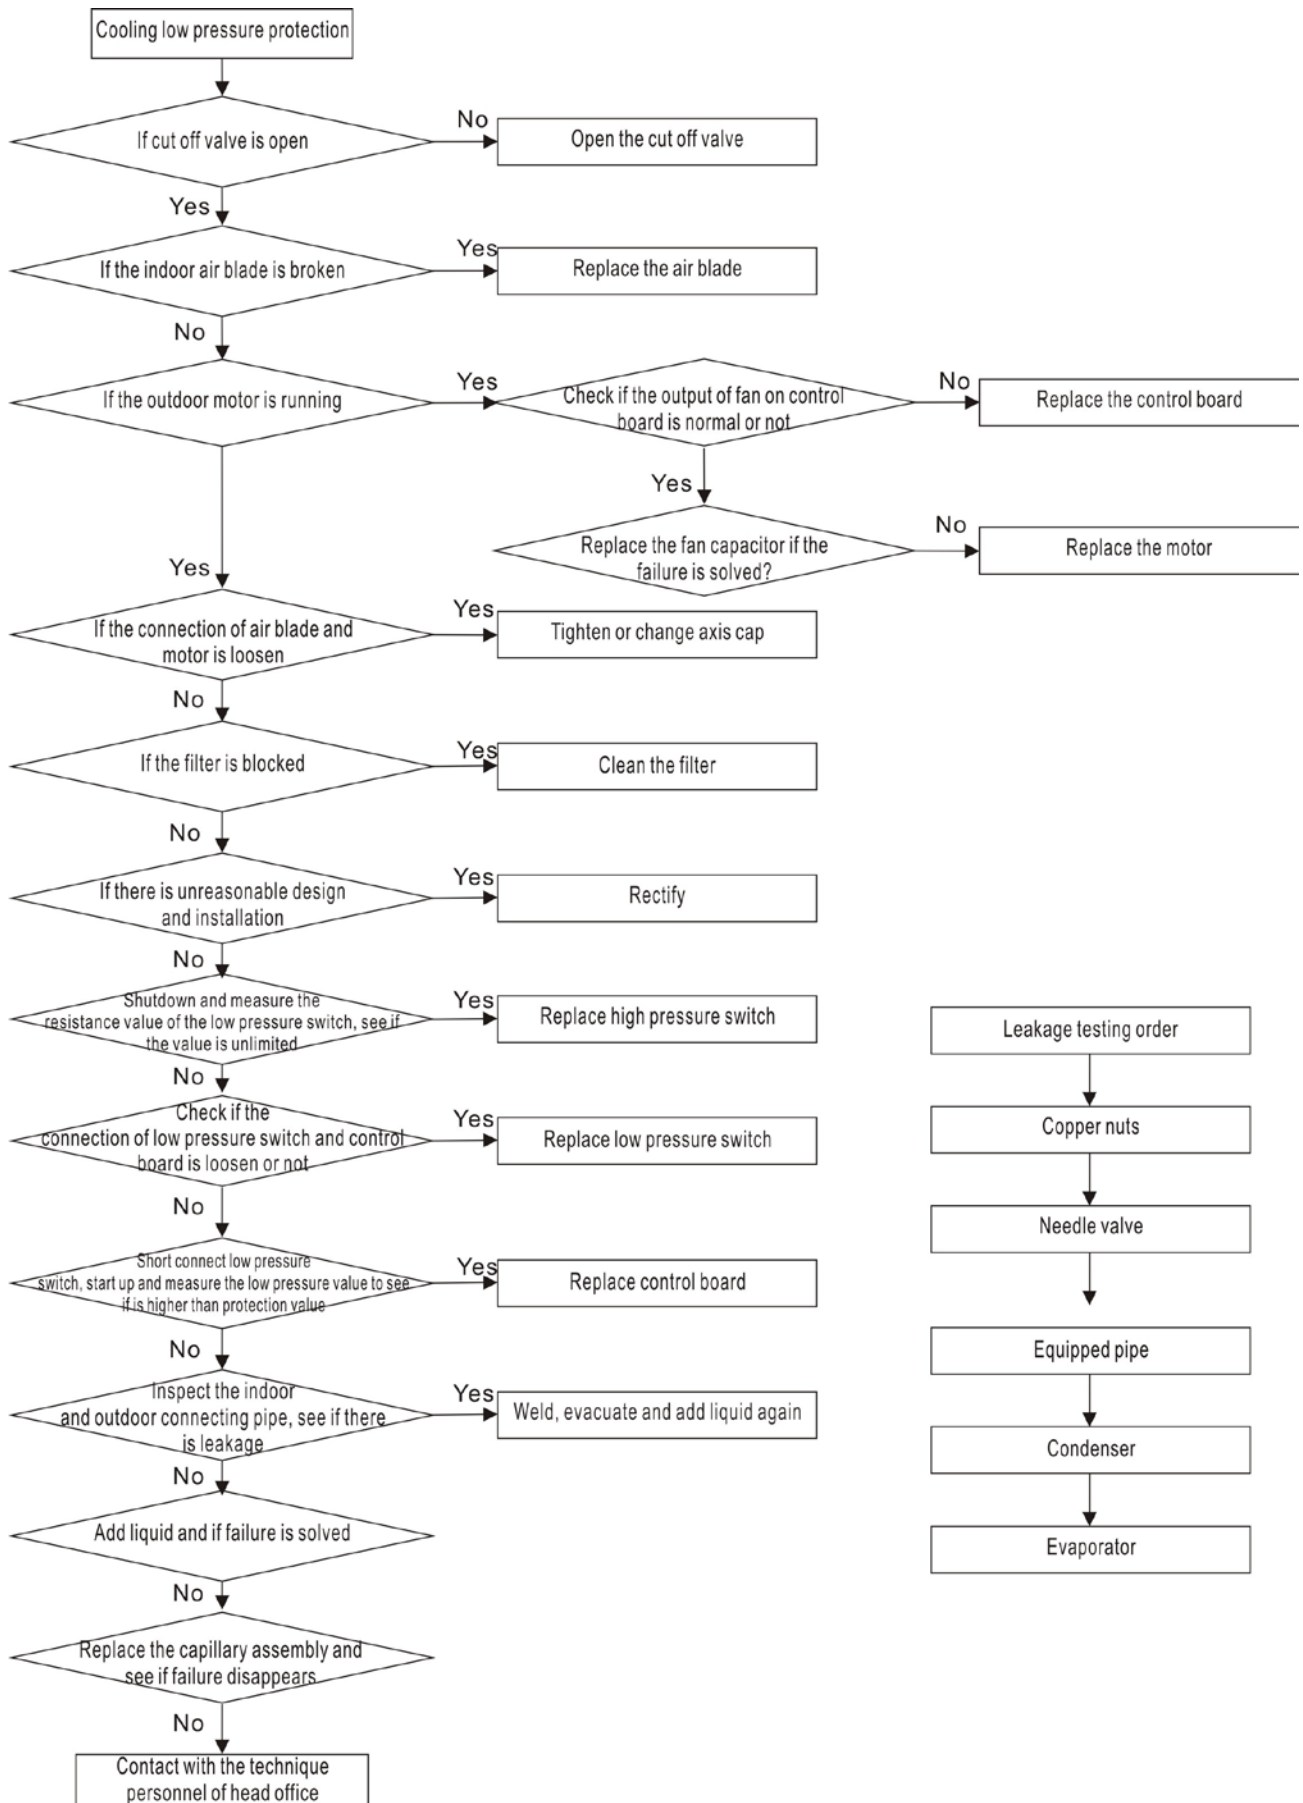 Cooling low pressure protection
If cut off valve is open
No
Open the cut off valve
Yes
If the indoor air blade is broken
Yes
Replace the air blade
No
If the outdoor motor is running
Yes
Check if the output of fan on control
board is normal or not
No
Replace the control board
Yes
Replace the fan capacitor if the
failure is solved?
No
Replace the motor
Yes
If the connection of air blade and
motor is loosen
Yes
Tighten or change axis cap
No
If the filter is blocked
Yes
Clean the filter
No
If there is unreasonable design
and installation
Yes
Rectify
No
Shutdown and measure the
resistance value of the low pressure switch, see if
the value is unlimited
Yes
Replace high pressure switch
No
Check if the
connection of low pressure switch and control
board is loosen or not
Yes
Replace low pressure switch
No
Short connect low pressure
switch, start up and measure the low pressure value to see
if is higher than protection value
Yes
Replace control board
No
Inspect the indoor
and outdoor connecting pipe, see if there
is leakage
Yes
Weld, evacuate and add liquid again
No
Add liquid and if failure is solved
No
Replace the capillary assembly and
see if failure disappears
No
Contact with the technique
personnel of head office
Leakage testing order
Copper nuts
Needle valve
Equipped pipe
Condenser
Evaporator